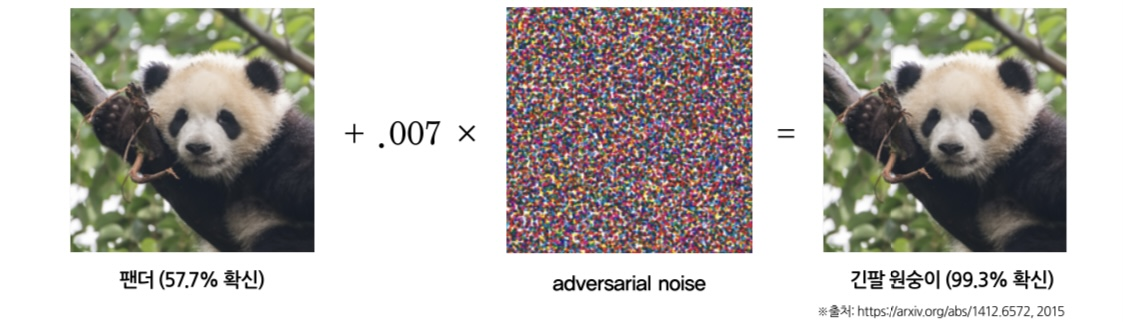 + .007 ×
=
팬더 (57.7% 확신)
adversarial noise
긴팔 원숭이 (99.3% 확신)
※출처: https://arxiv.org/abs/1412.6572, 2015